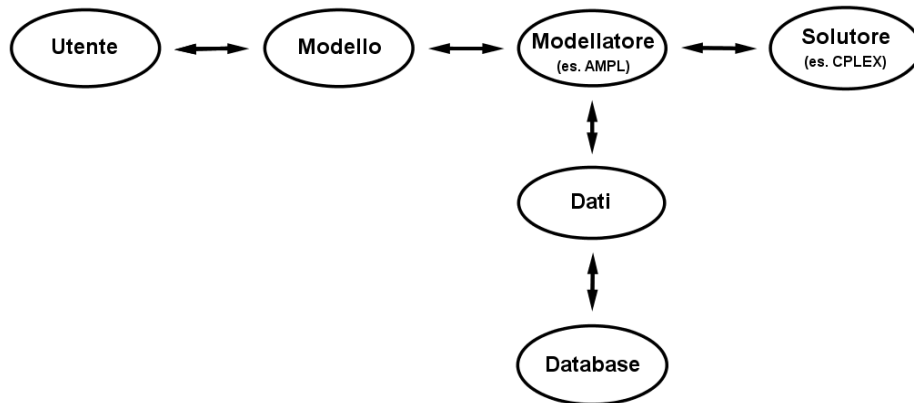 Utente
Modello
Modellatore
(es. AMPL)
Solutore
(es. CPLEX)
Dati
Database